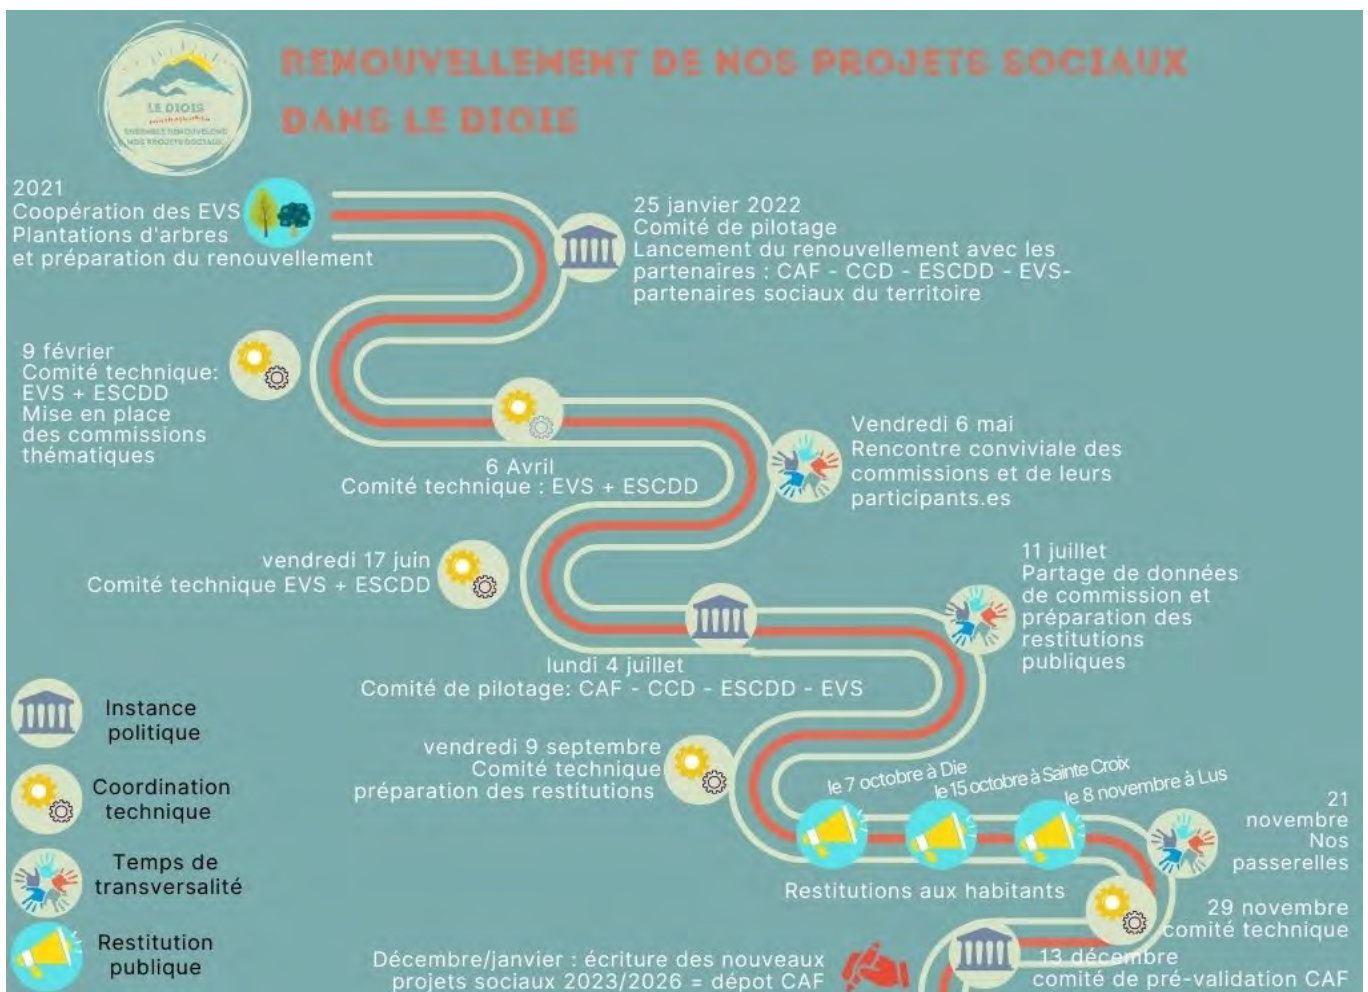 RENOUVELLEMENT DE NOS PROJETS SOCIAUX
DANS LE DIOIS
LE DIOIS
ENSEMBLE RENOUVELONS
NOS PROJETS SOCIAUX
2021
Coopération des EVS
Plantations d'arbres
et préparation du renouvellement
25 janvier 2022
Comité de pilotage
Lancement du renouvellement avec les
partenaires : CAF - CCD - ESCDD - EVS-
partenaires sociaux du territoire
9 février
Comité technique:
EVS + ESCDD
Mise en place
des commissions
thématiques
6 Avril
Comité technique : EVS + ESCDD
Vendredi 6 mai
Rencontre conviviale des
commissions et de leurs
participants.es
vendredi 17 juin
Comité technique EVS + ESCDD
11 juillet
Partage de données
de commission et
préparation des
restitutions
publiques
lundi 4 juillet
Comité de pilotage: CAF - CCD - ESCDD - EVS
Instance
politique
Coordination
technique
Temps de
transversalité
Restitution
publique
vendredi 9 septembre
Comité technique
préparation des restitutions
le 7 octobre à Die
le 15 octobre à Sainte Croix
le 8 novembre à Lus
Restitutions aux habitants
21
novembre
Nos
passerelles
29 novembre
comité technique
13 décembre
comité de pré-validation CAF
Décembre/janvier : écriture des nouveaux
projets sociaux 2023/2026 = dépot CAF